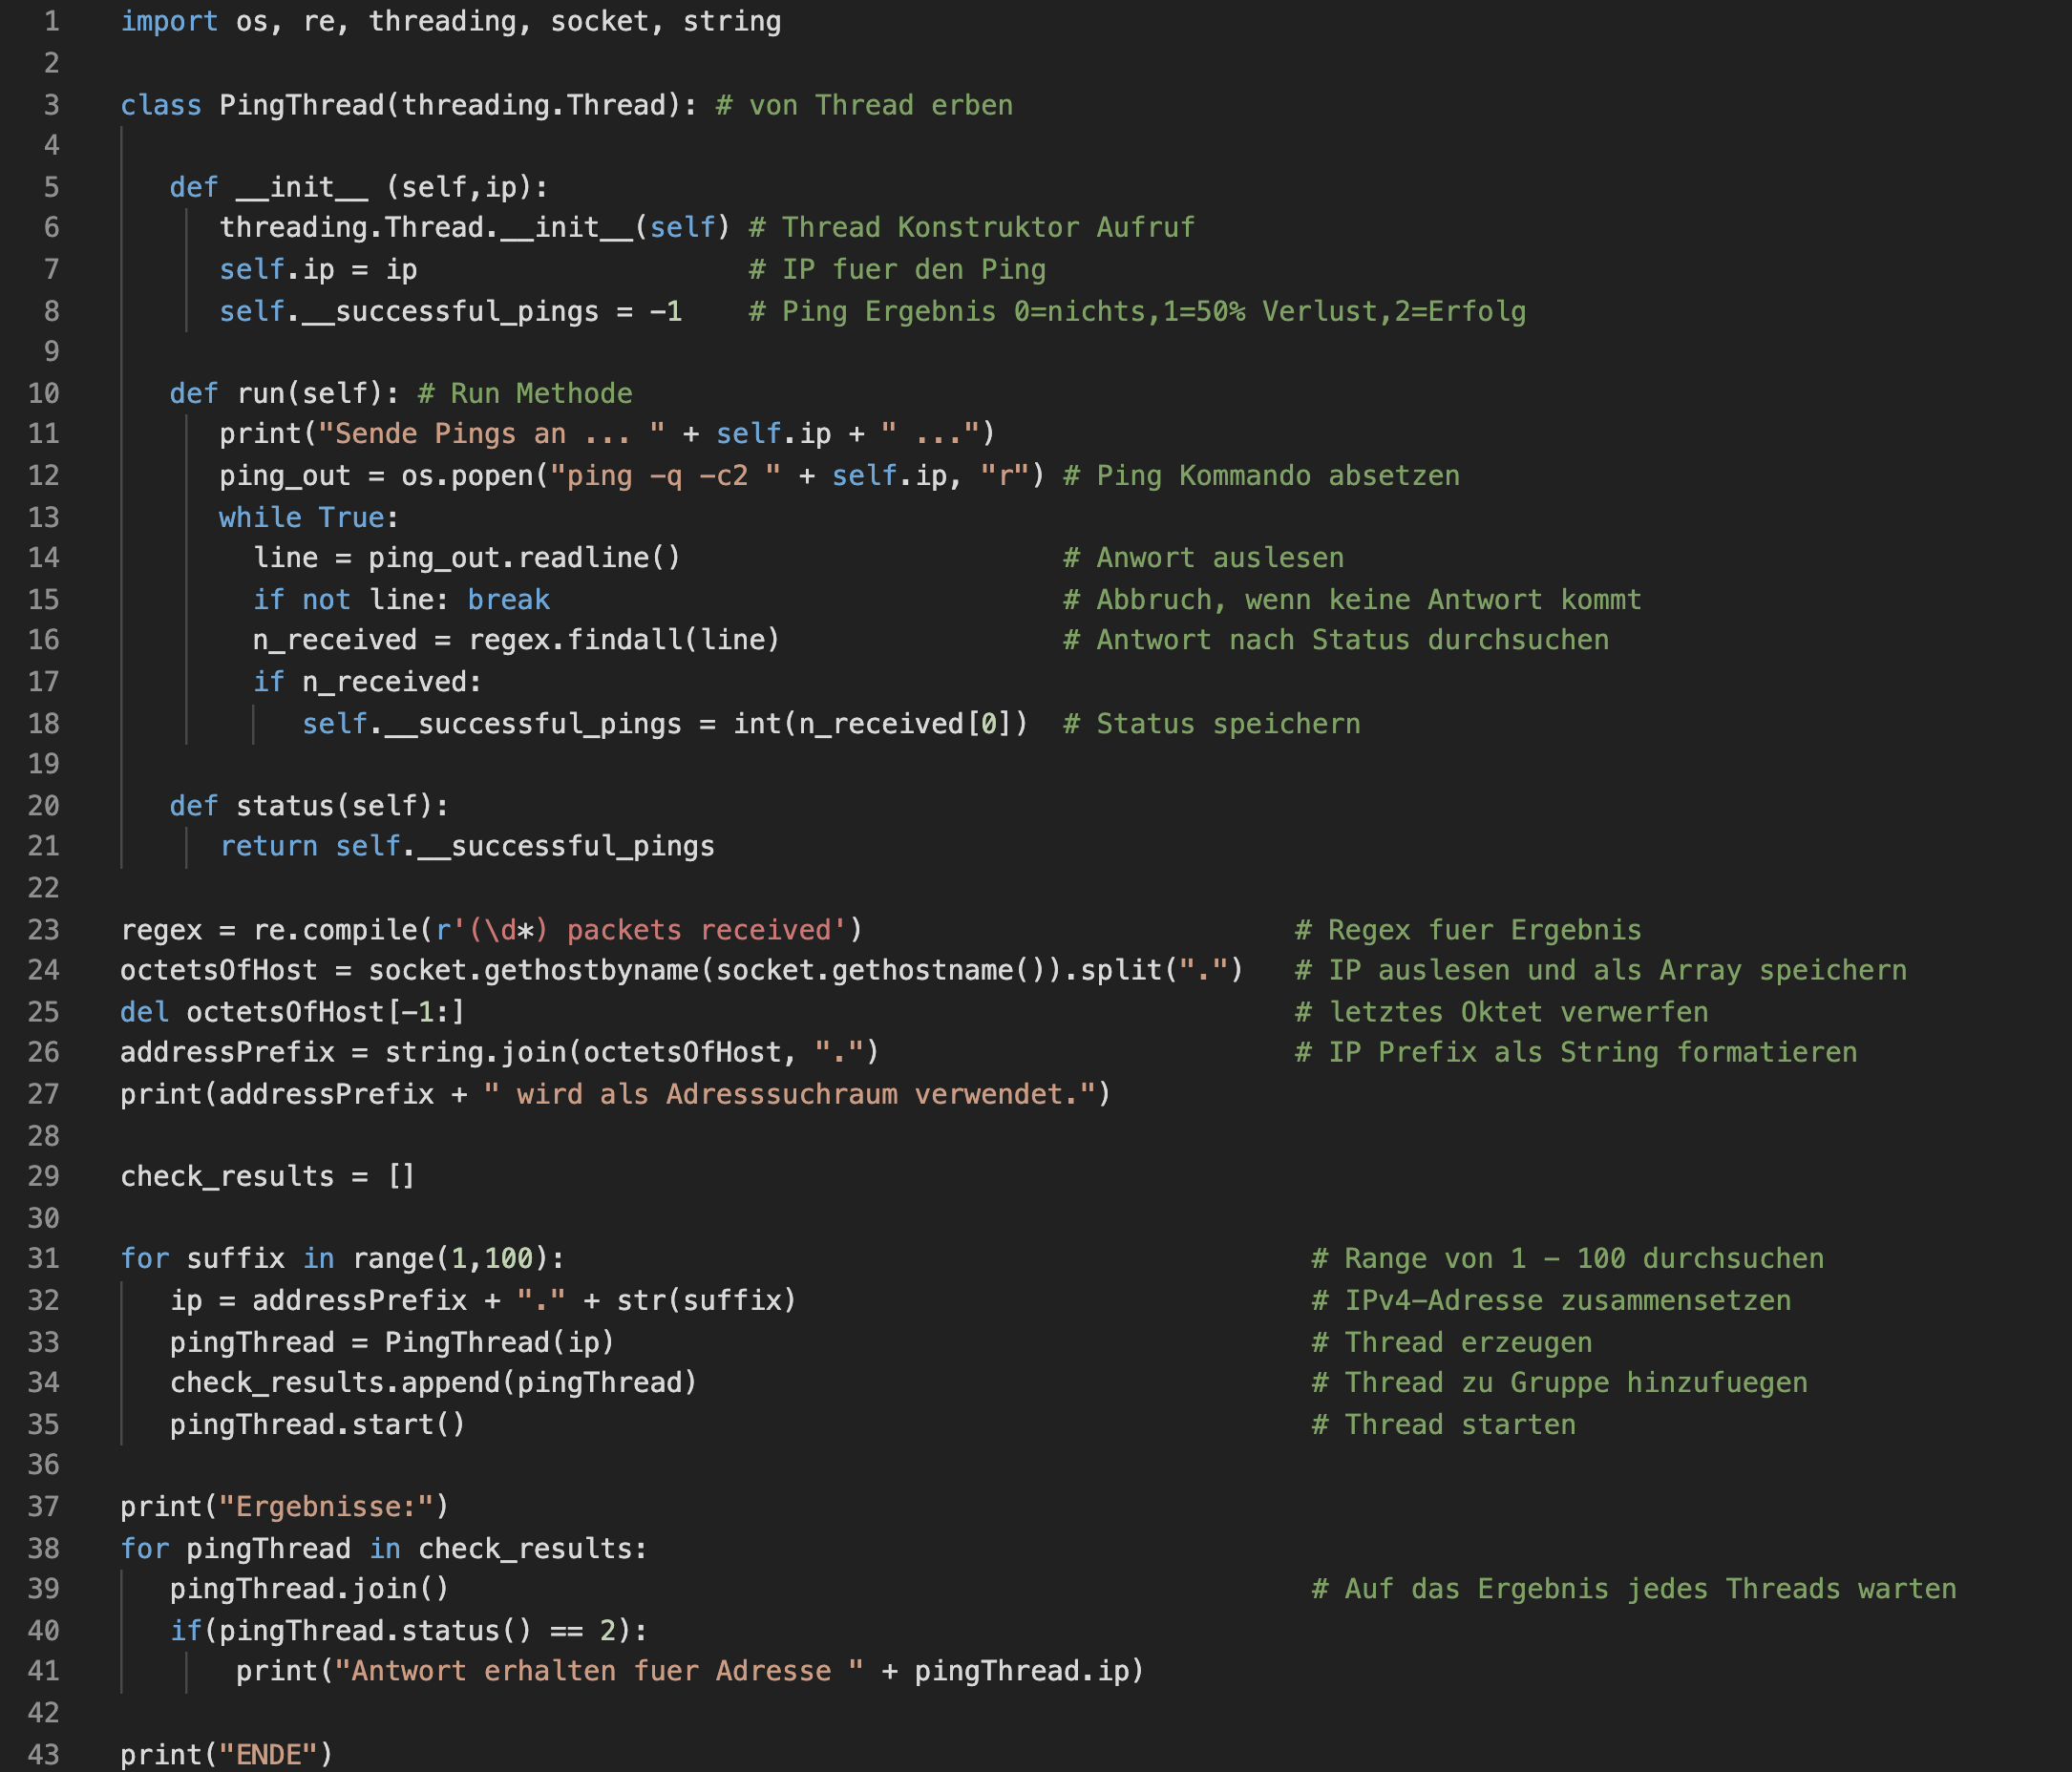 1 import os, re, threading, socket, string
2
3 class PingThread(threading.Thread): # von Thread erben
4
5 def __init__ (self,ip):
6 threading.Thread.__init__(self) # Thread Konstruktor Aufruf
7 self.ip = ip # IP fuer den Ping
8 self.__successful_pings = -1 # Ping Ergebnis 0=nichts,1=50% Verlust,2=Erfolg
9
10 def run(self): # Run Methode
11 print("Sende Pings an ... " + self.ip + " ...")
12 ping_out = os.popen("ping -q -c2 " + self.ip, "r") # Ping Kommando absetzen
13 while True:
14 line = ping_out.readline() # Anwort auslesen
15 if not line: break # Abbruch, wenn keine Antwort kommt
16 n_received = regex.findall(line) # Antwort nach Status durchsuchen
17 if n_received:
18 self.__successful_pings = int(n_received[0]) # Status speichern
19
20 def status(self):
21 return self.__successful_pings
22
23 regex = re.compile(r'(\d*) packets received') # Regex fuer Ergebnis
24 octetsOfHost = socket.gethostbyname(socket.gethostname()).split(".") # IP auslesen und als Array speichern
25 del octetsOfHost[-1:] # letztes Oktet verwerfen
26 addressPrefix = string.join(octetsOfHost, ".") # IP Prefix als String formatieren
27 print(addressPrefix + " wird als Adresssuchraum verwendet.")
28
29 check_results = []
30
31 for suffix in range(1,100): # Range von 1 - 100 durchsuchen
32 ip = addressPrefix + "." + str(suffix) # IPv4-Adresse zusammensetzen
33 pingThread = PingThread(ip) # Thread erzeugen
34 check_results.append(pingThread) # Thread zu Gruppe hinzufuegen
35 pingThread.start() # Thread starten
36
37 print("Ergebnisse:")
38 for pingThread in check_results:
39 pingThread.join() # Auf das Ergebnis jedes Threads warten
40 if(pingThread.status() == 2):
41 print("Antwort erhalten fuer Adresse " + pingThread.ip)
42
43 print("ENDE")